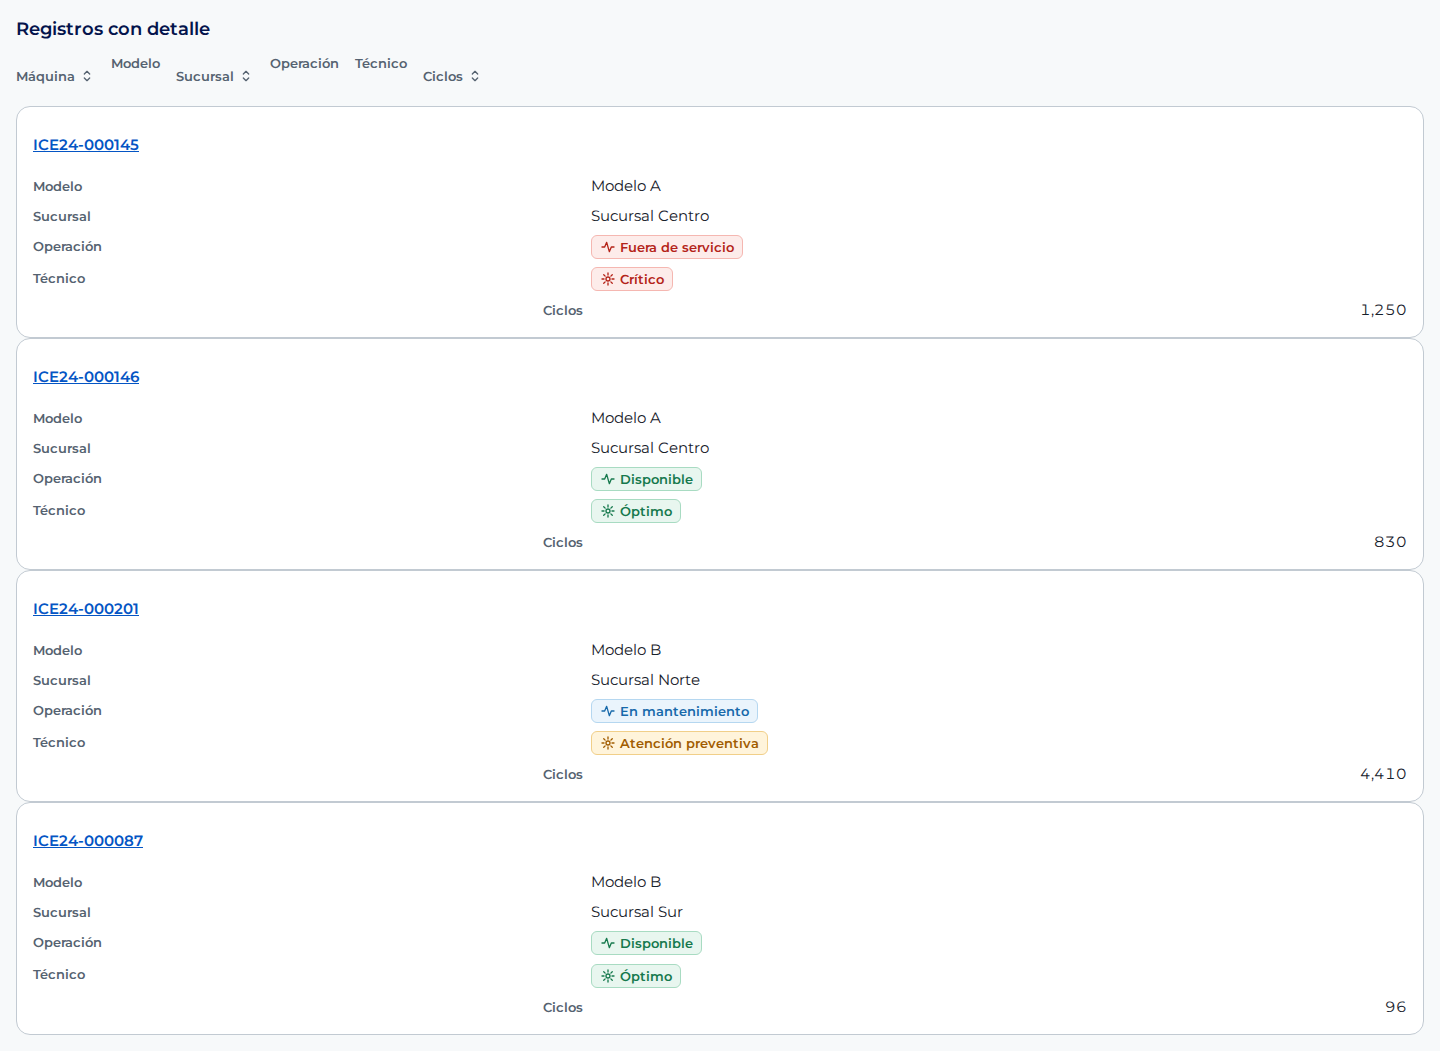 Registros con detalle
Máquina Modelo Sucursal Operación Técnico Ciclos
ICE24-000145
Modelo Modelo A
Sucursal Sucursal Centro
Operación Fuera de servicio
Técnico Crítico
Ciclos 1,250
ICE24-000146
Modelo Modelo A
Sucursal Sucursal Centro
Operación Disponible
Técnico Óptimo
Ciclos 830
ICE24-000201
Modelo Modelo B
Sucursal Sucursal Norte
Operación En mantenimiento
Técnico Atención preventiva
Ciclos 4,410
ICE24-000087
Modelo Modelo B
Sucursal Sucursal Sur
Operación Disponible
Técnico Óptimo
Ciclos 96